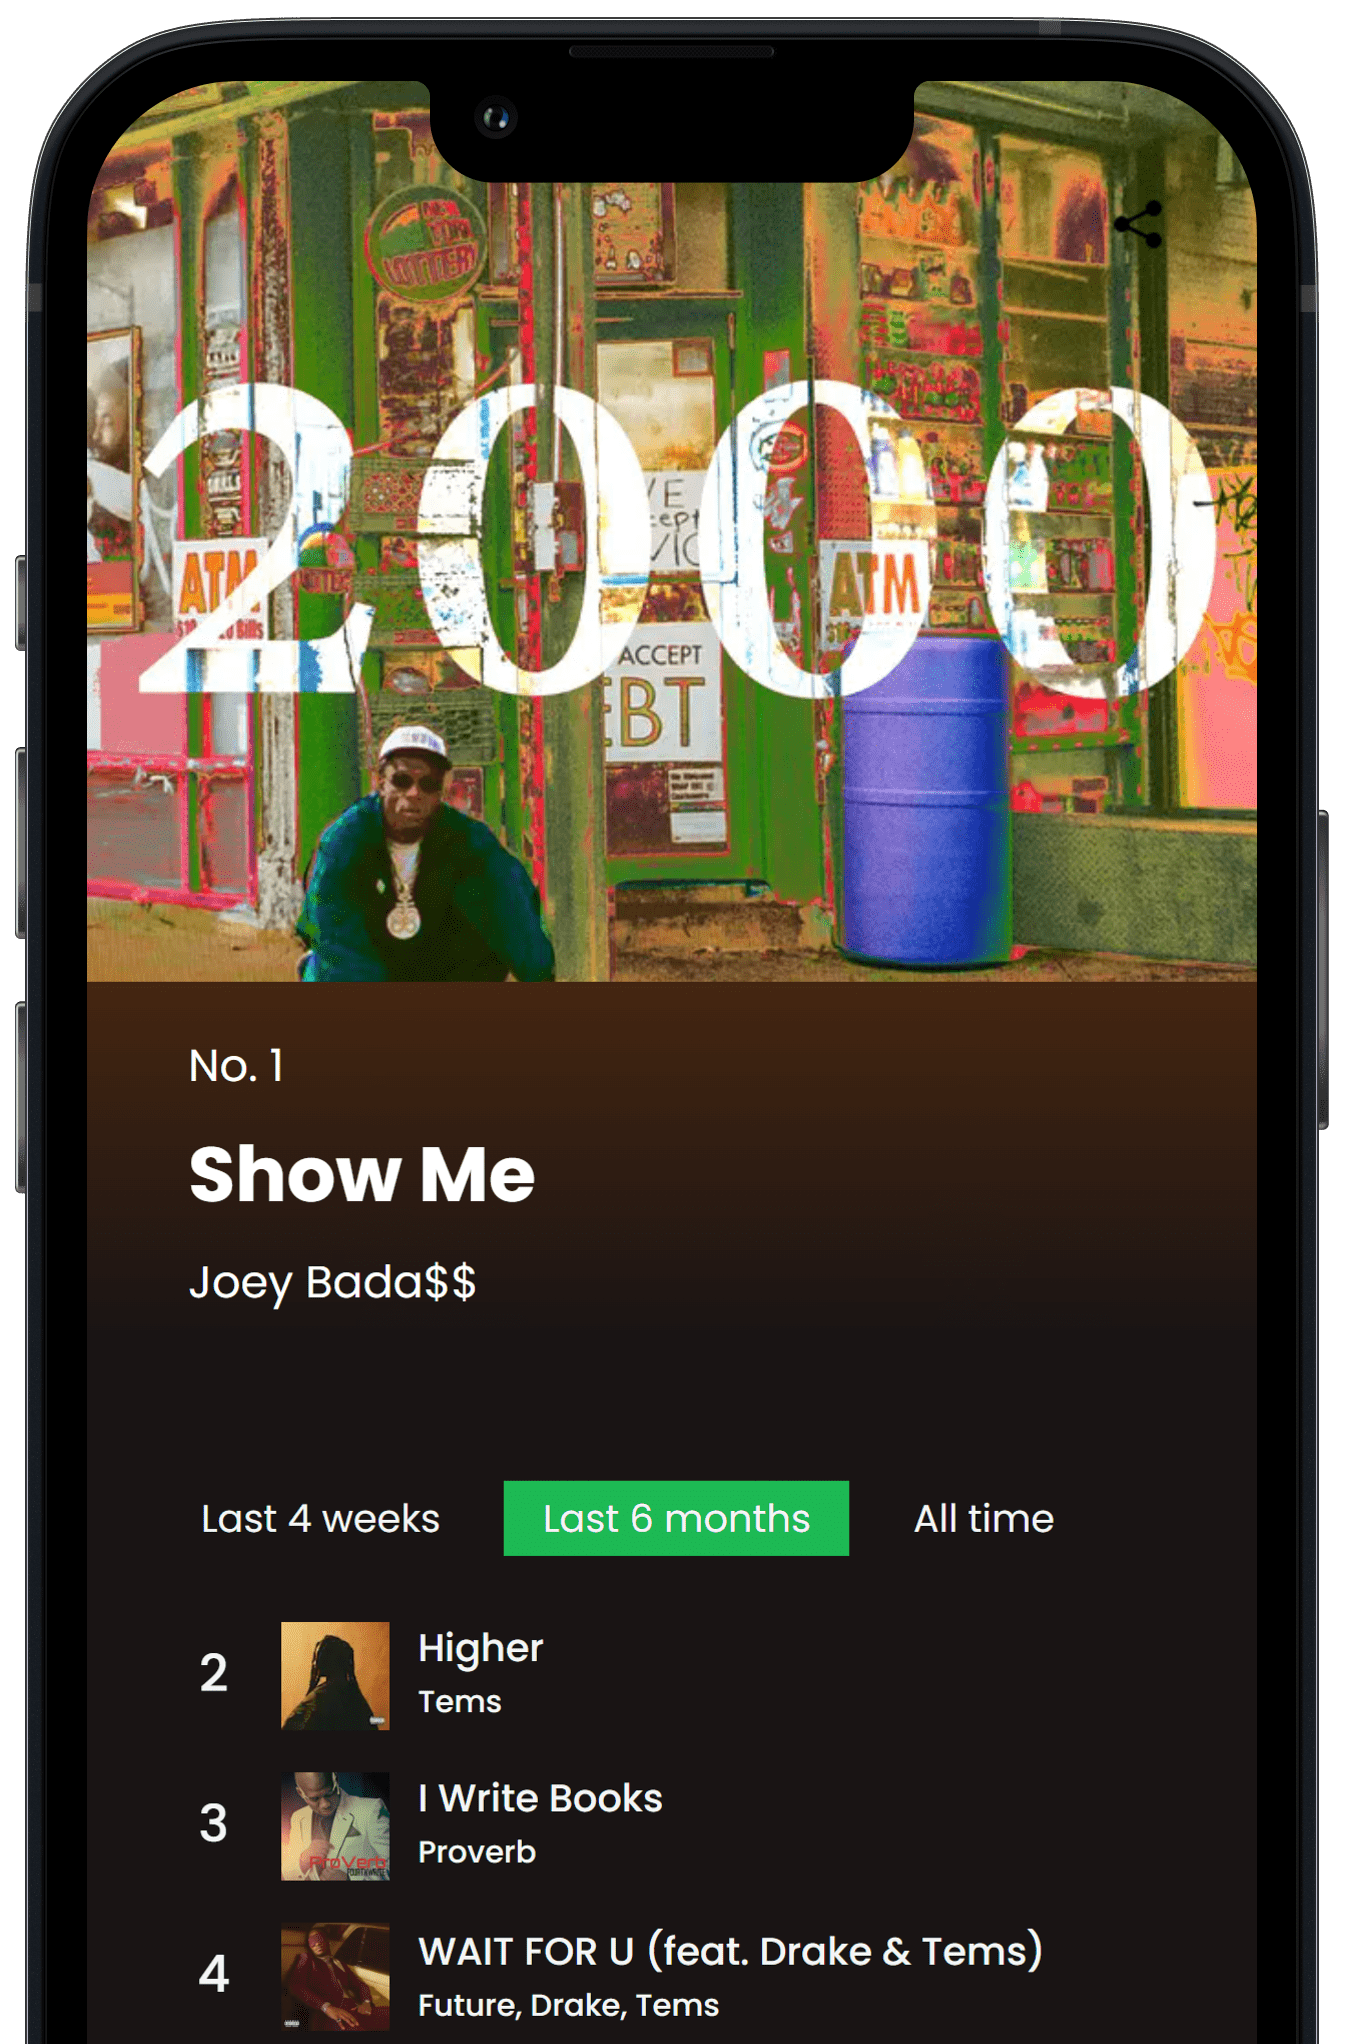 2000
ATM
ATM
ACCEPT
EBT
No. 1
Show Me
Joey Bada$$
Last 4 weeks
Last 6 months
All time
2
Higher
Tems
3
I Write Books
Proverb
ProVerb
4
WAIT FOR U (feat. Drake & Tems)
Future, Drake, Tems